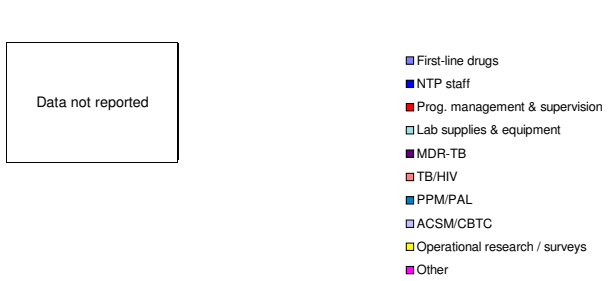 Data not reported
First-line drugs
NTP staff
Prog. management & supervision
Lab supplies & equipment
MDR-TB
TB/HIV
PPM/PAL
ACSM/CBTC
Operational research / surveys
Other